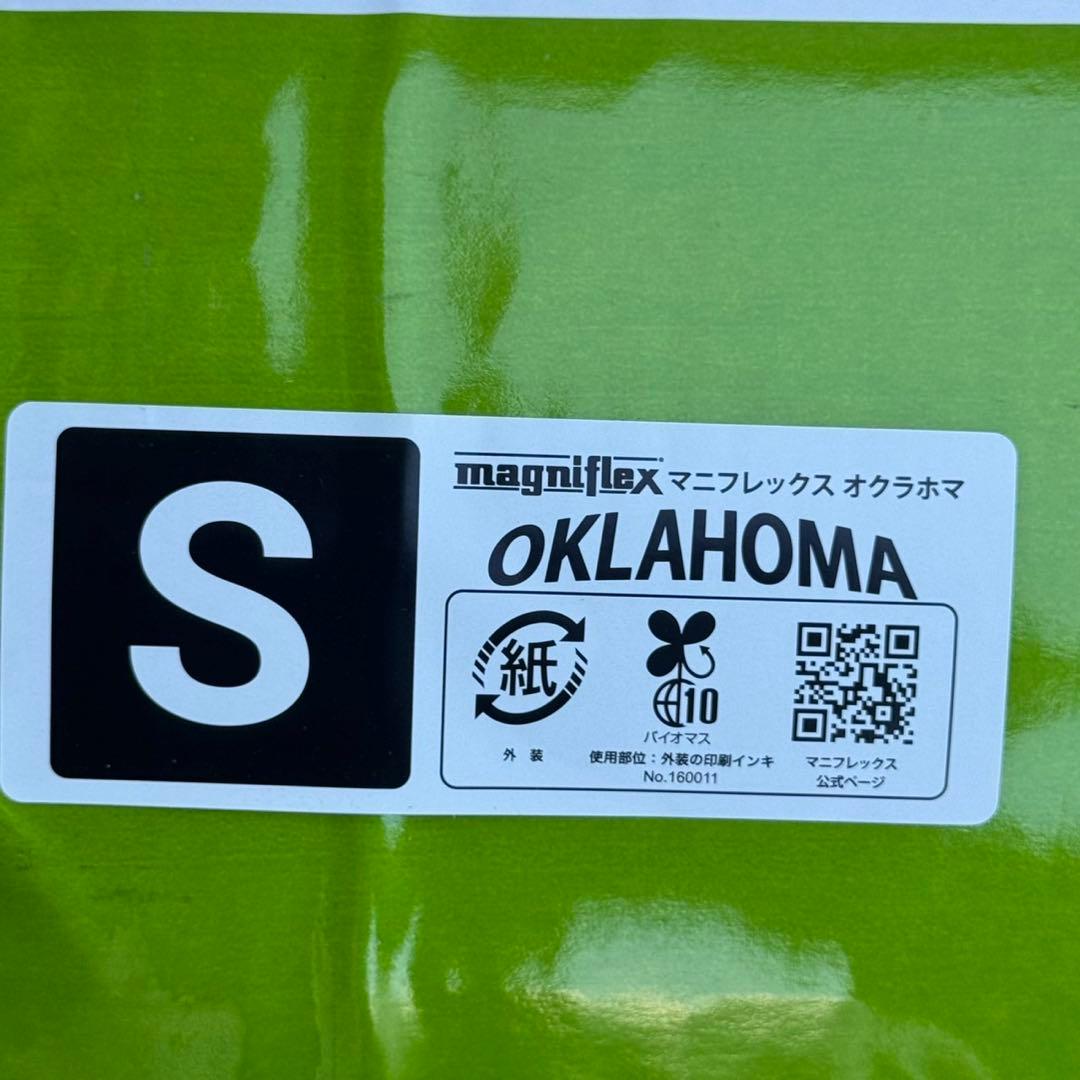 S
magniflex マニフレックス オクラホマ
OKLAHOMA
紙
外装
10
バイオマス
使用部位：外装の印刷インキ
No.160011
マニフレックス
公式ページ